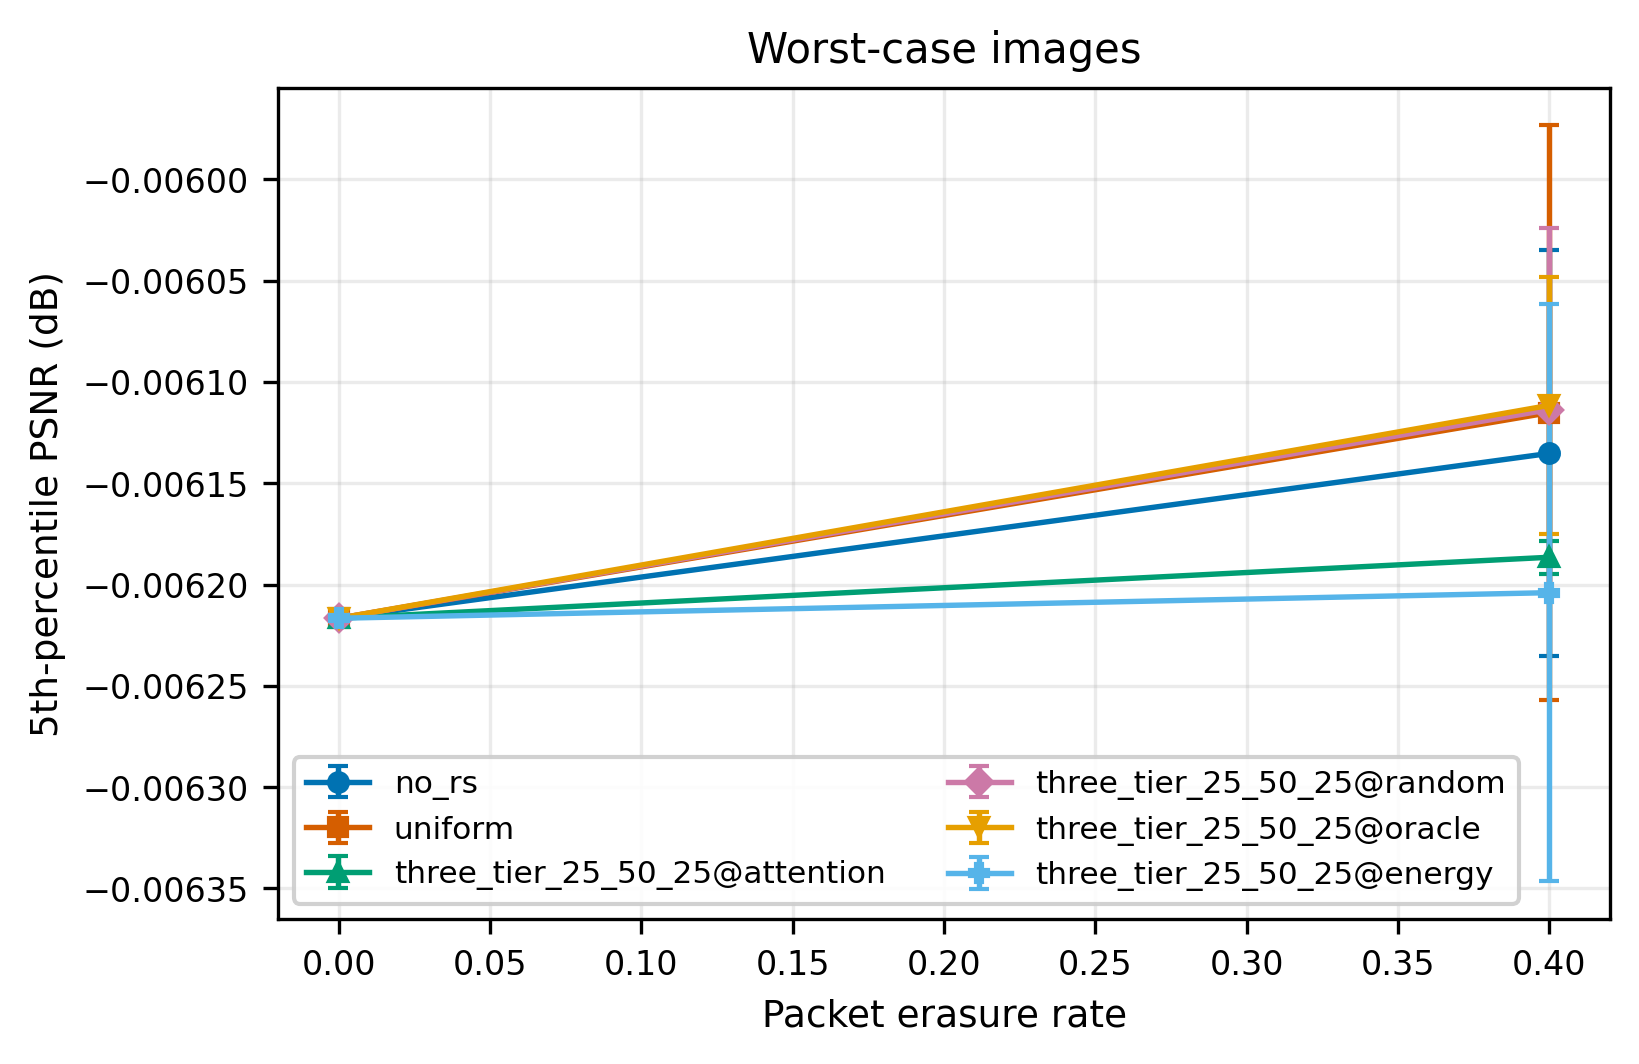 Worst-case images
5th-percentile PSNR (dB)
−0.00600
−0.00605
−0.00610
−0.00615
−0.00620
−0.00625
−0.00630
−0.00635
no_rs
uniform
three_tier_25_50_25@attention
three_tier_25_50_25@random
three_tier_25_50_25@oracle
three_tier_25_50_25@energy
0.00 0.05 0.10 0.15 0.20 0.25 0.30 0.35 0.40
Packet erasure rate